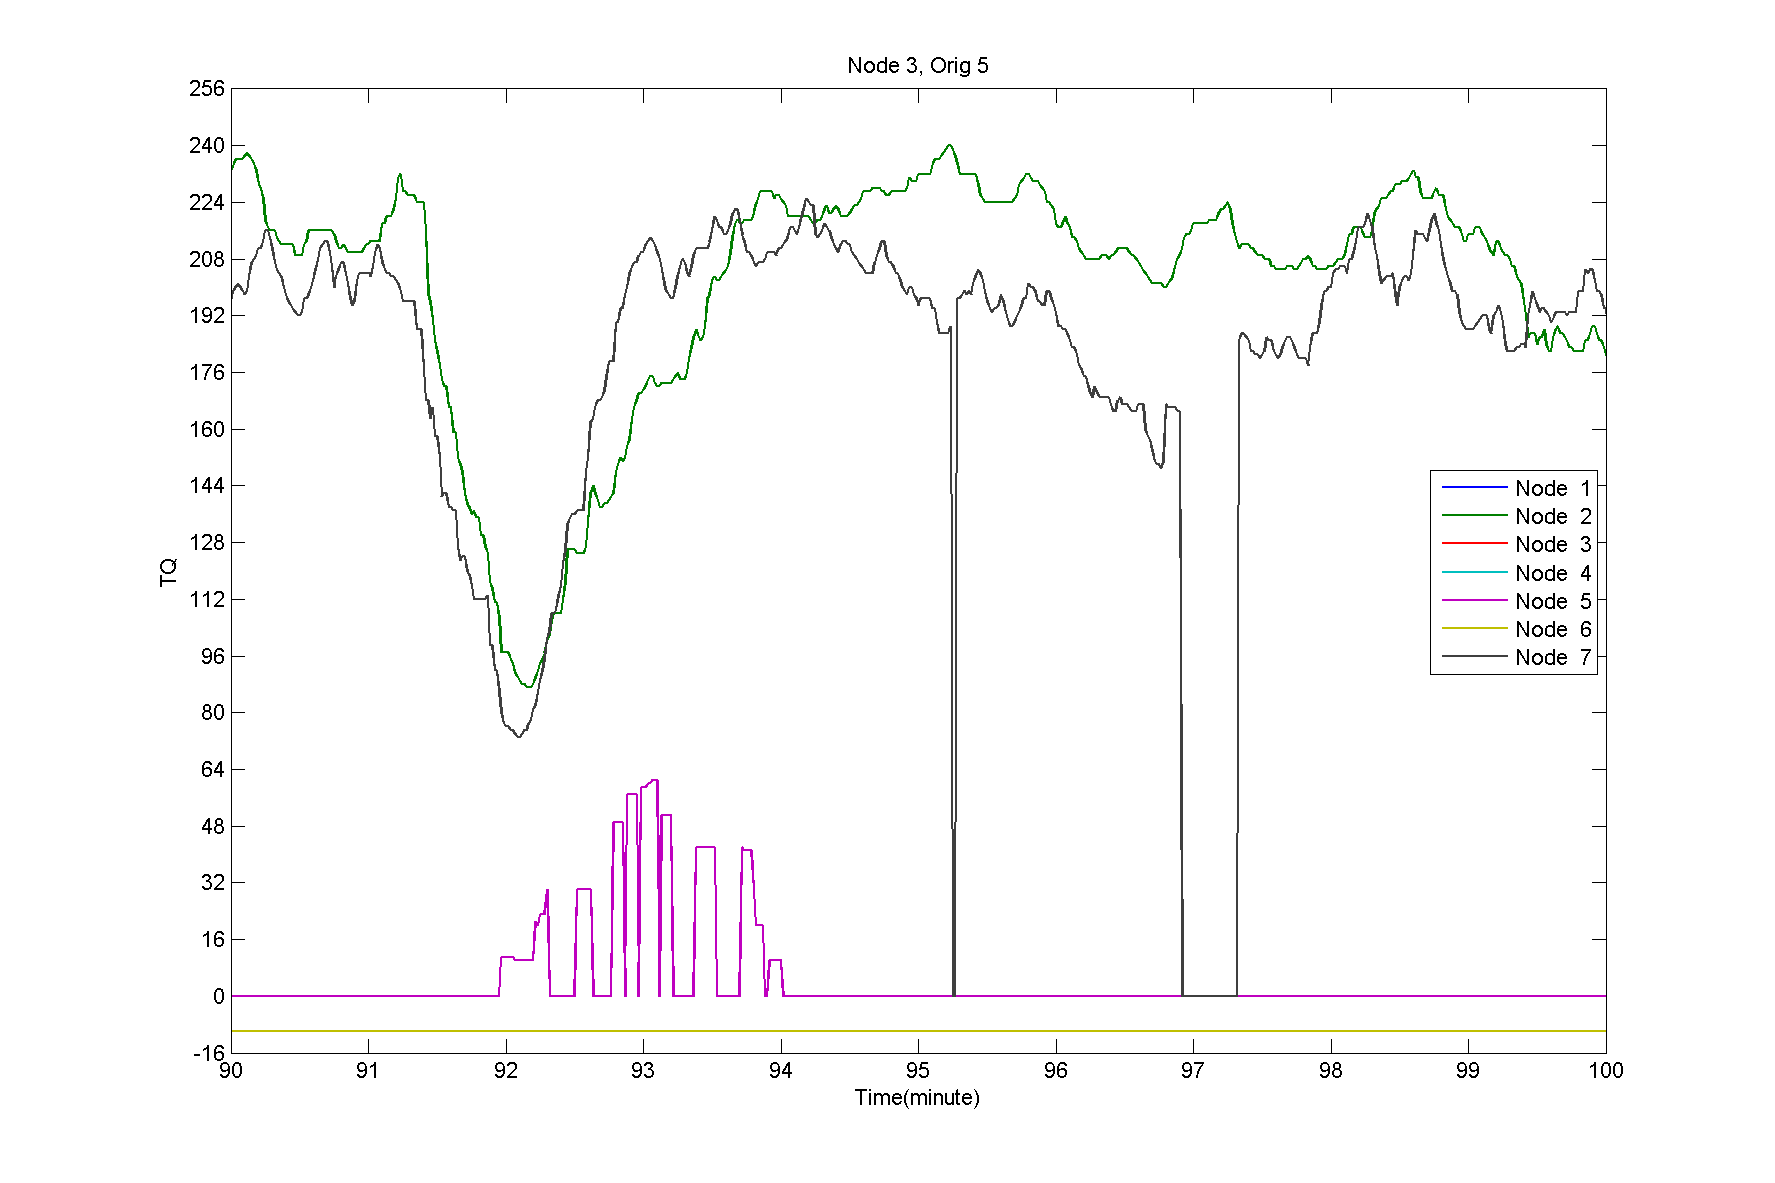 Node 3, Orig 5
256
240
224
208
192
176
160
144
128
112
96
80
64
48
32
16
0
-16
TQ
Node 1
Node 2
Node 3
Node 4
Node 5
Node 6
Node 7
90 91 92 93 94 95 96 97 98 99 100
Time(minute)